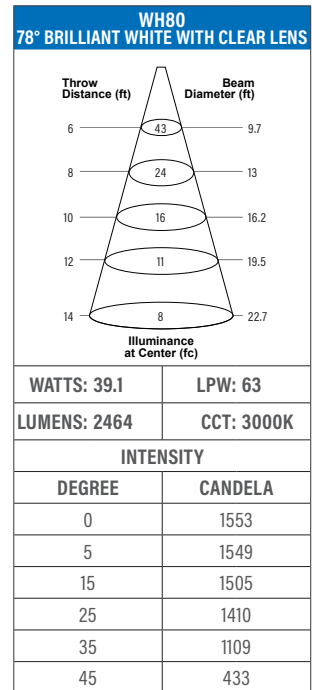 WH80
78° BRILLIANT WHITE WITH CLEAR LENS
Throw Beam
Distance (ft) Diameter (ft)
6 43 9.7
8 24 13
10 16 16.2
12 11 19.5
14 8 22.7
Illuminance
at Center (fc)
WATTS: 39.1 LPW: 63
LUMENS: 2464 CCT: 3000K
INTENSITY
DEGREE CANDELA
0 1553
5 1549
15 1505
25 1410
35 1109
45 433